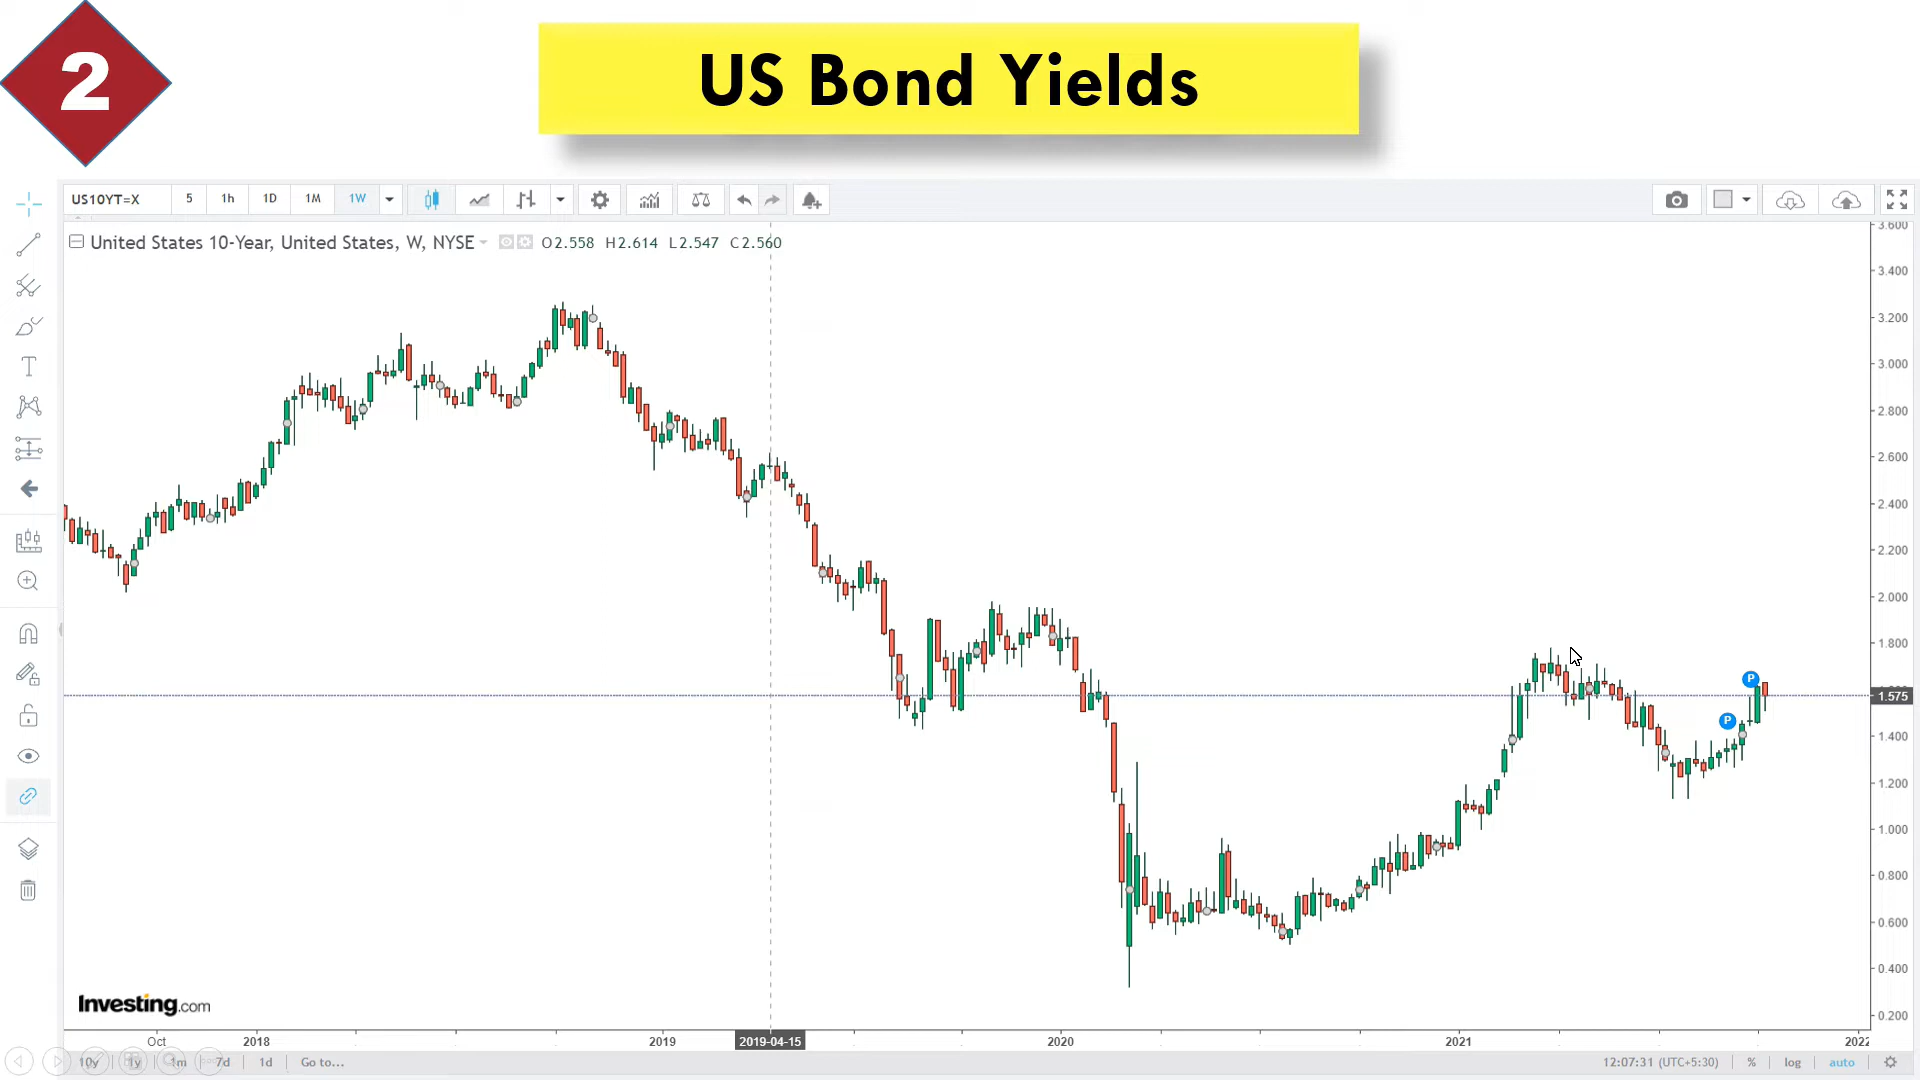 2
US Bond Yields
US10YT=X 5 1h 1D 1M 1W
United States 10-Year, United States, W, NYSE O2.558 H2.614 L2.547 C2.560
3.600
3.400
3.200
3.000
2.800
2.600
2.400
2.200
2.000
1.800
P
1.575
P
1.400
1.200
1.000
0.800
0.600
0.400
Investing.com
0.200
Oct 2018 2019 2019-04-15 2020 2021 2022
10y 1y 1m 7d 1d Go to... 12:07:31 (UTC+5:30) % log auto